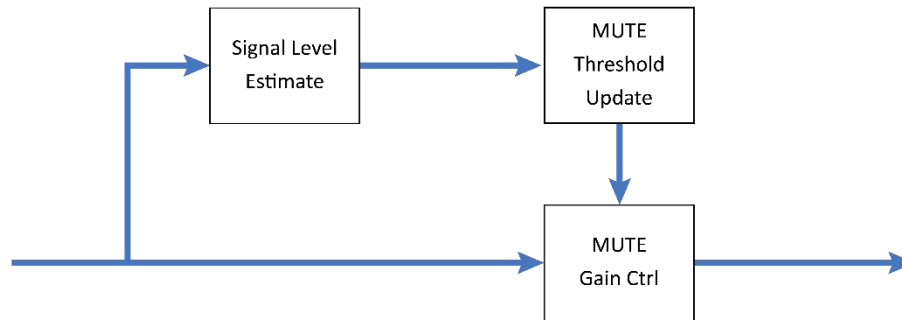 Signal Level
Estimate
MUTE
Threshold
Update
MUTE
Gain Ctrl